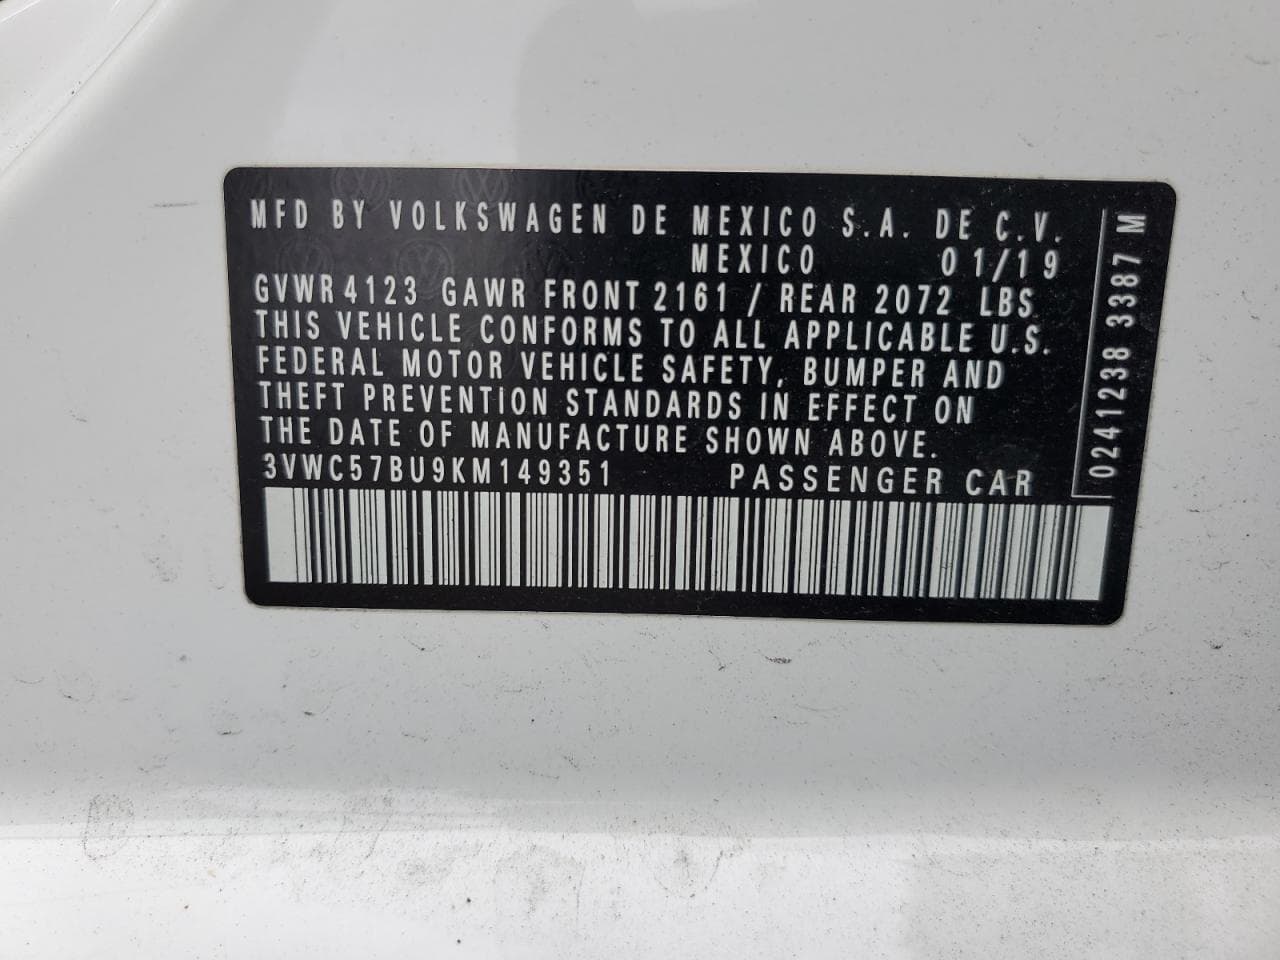 MFD BY VOLKSWAGEN DE MEXICO S.A. DE C.V.
MEXICO 01/19
GVWR 4123 GAWR FRONT 2161 / REAR 2072 LBS
THIS VEHICLE CONFORMS TO ALL APPLICABLE U.S.
FEDERAL MOTOR VEHICLE SAFETY, BUMPER AND
THEFT PREVENTION STANDARDS IN EFFECT ON
THE DATE OF MANUFACTURE SHOWN ABOVE.
3VWC57BU9KM149351 PASSENGER CAR
0241238 3387 M